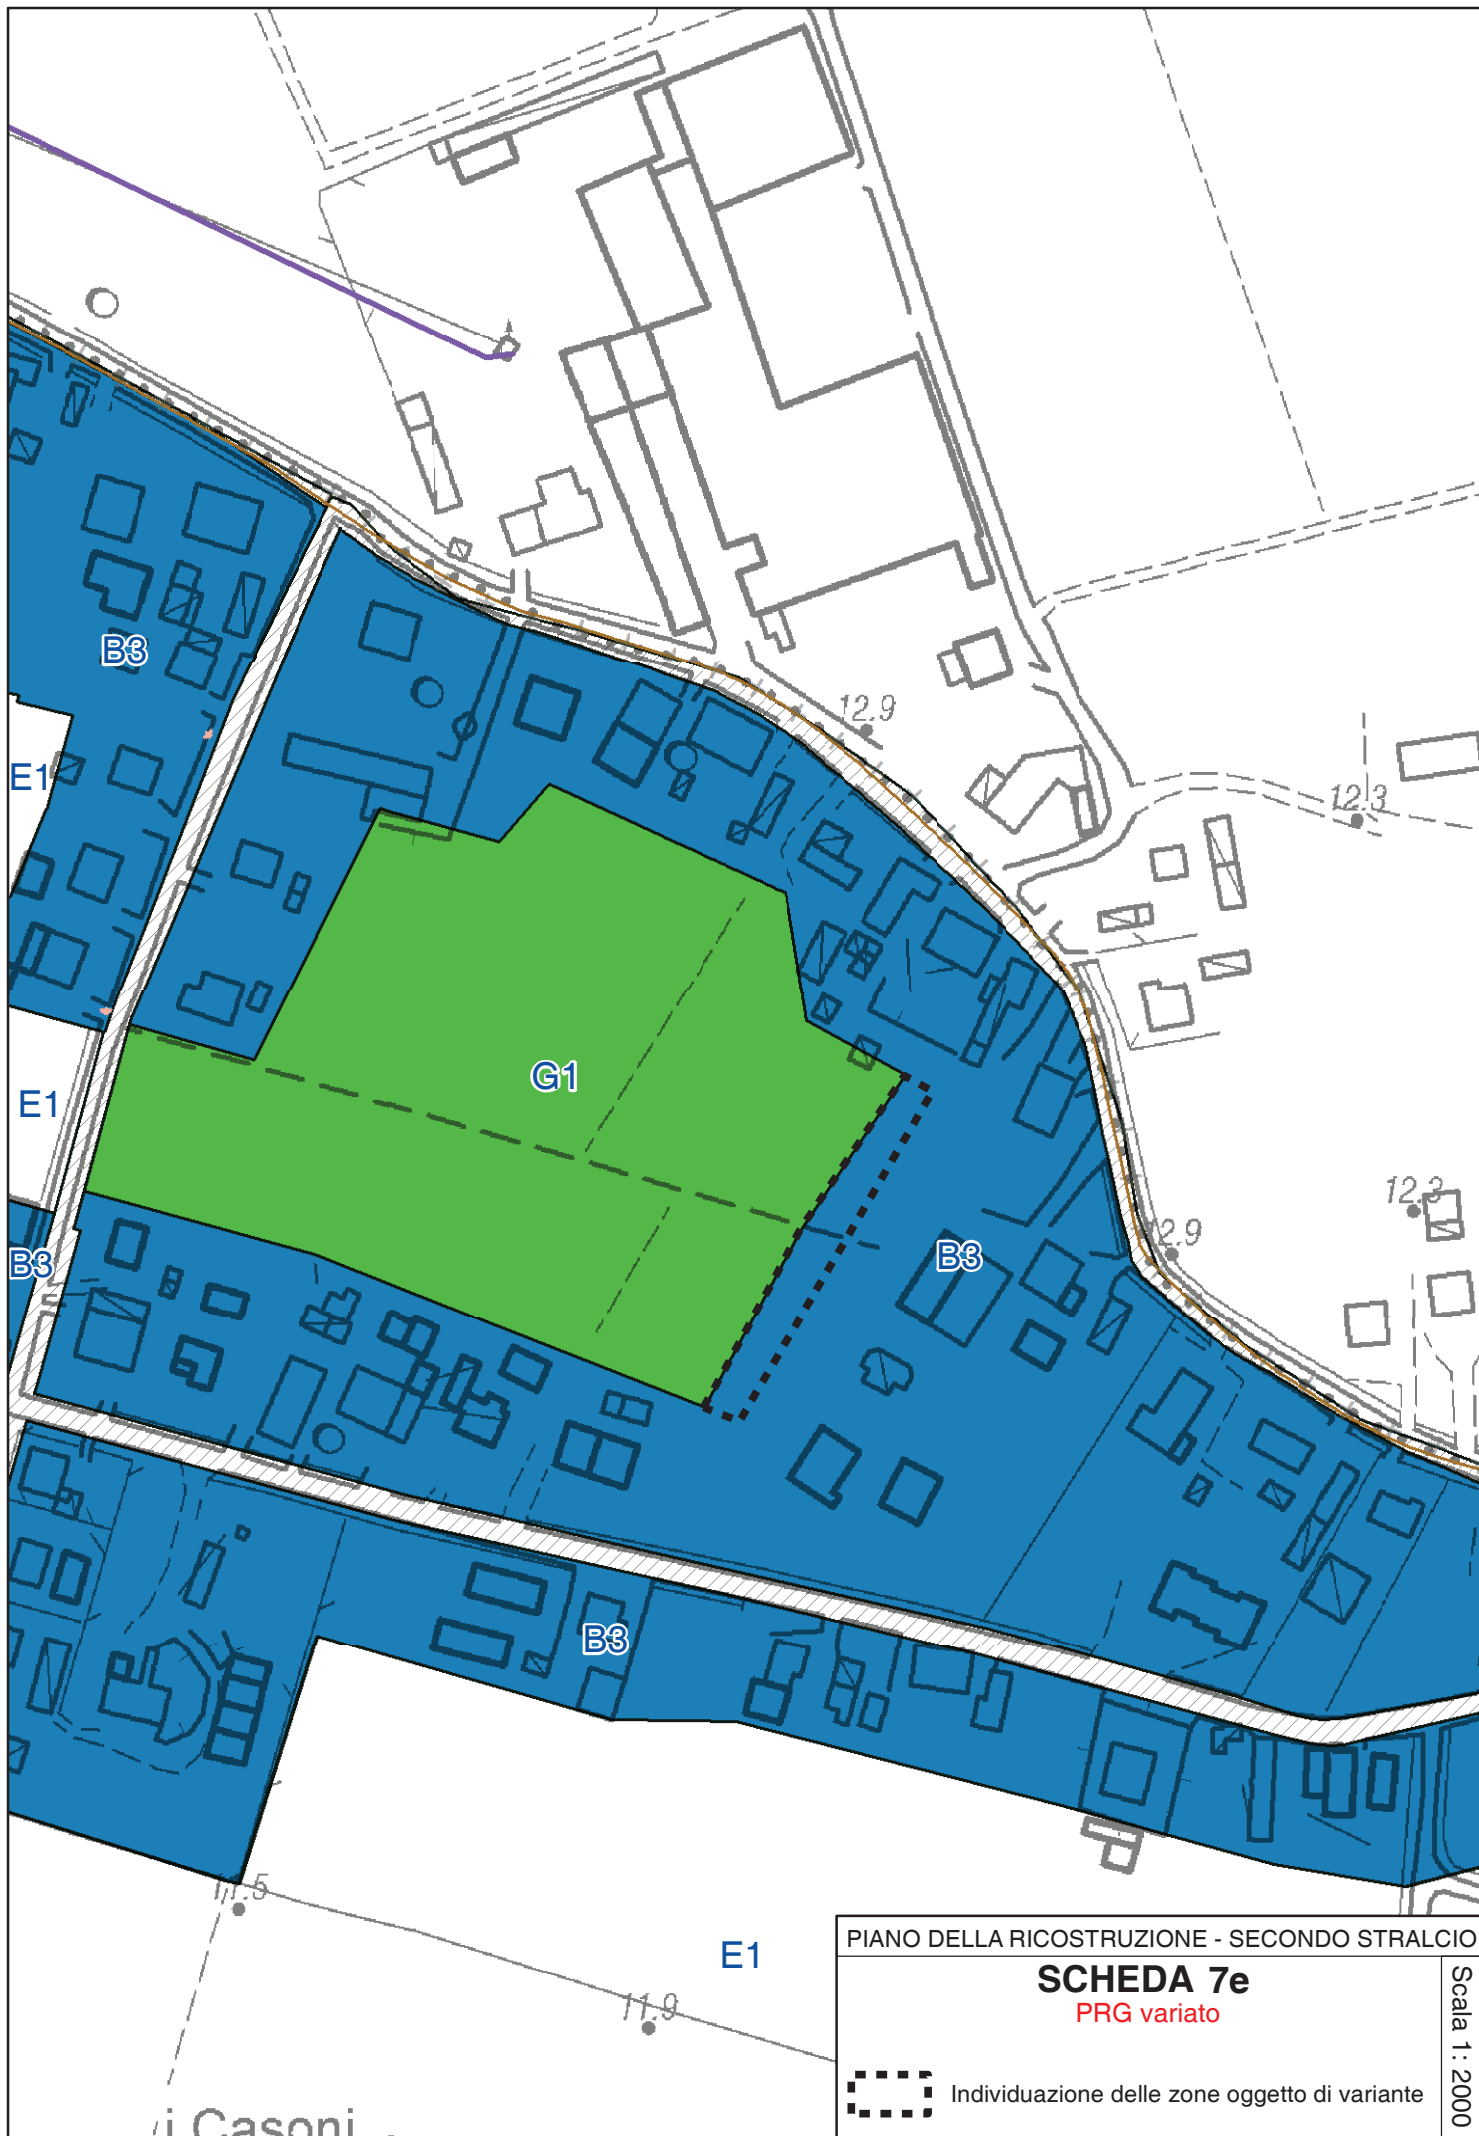 B3
12.9
E1
12.3
G1
E1
12.3
12.9
B3
B3
B3
11.5
E1
11.9
i Casoni
PIANO DELLA RICOSTRUZIONE - SECONDO STRALCIO
SCHEDA 7e
PRG variato
Individuazione delle zone oggetto di variante
Scala 1: 2000